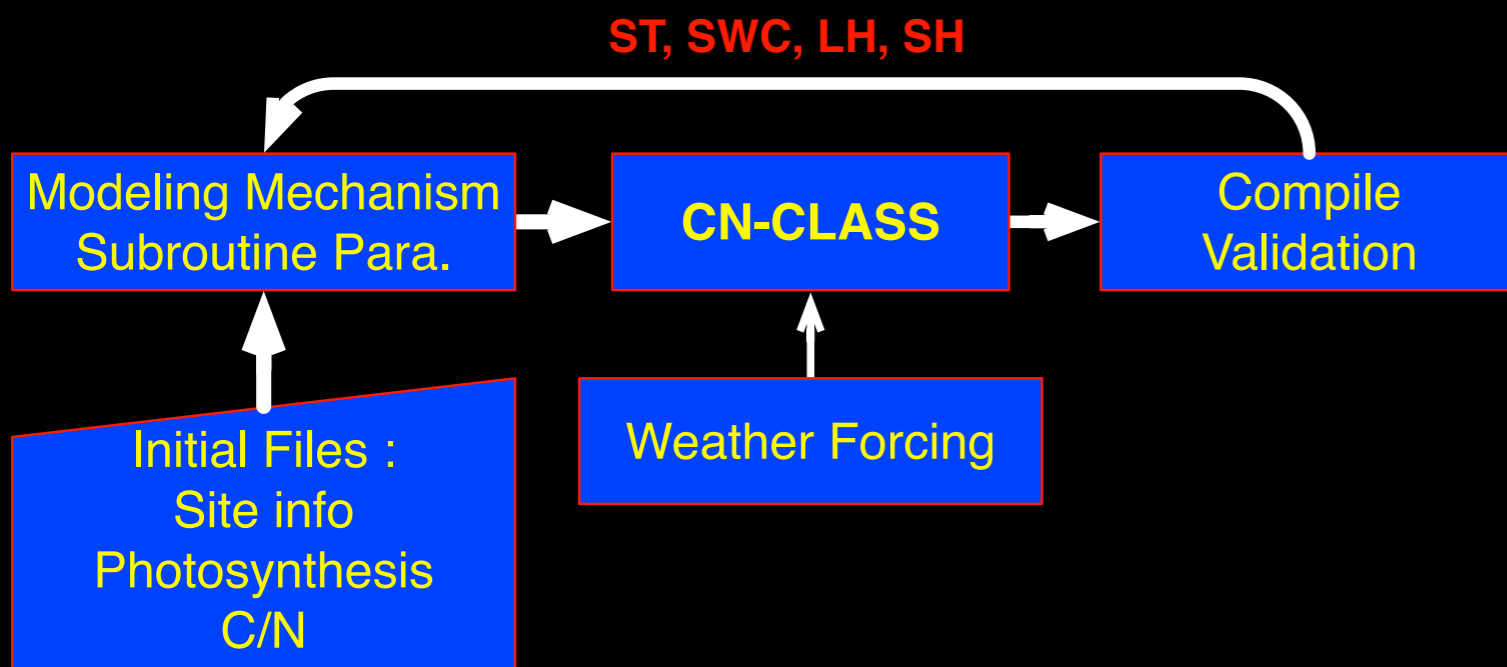 ST, SWC, LH, SH
Modeling Mechanism
Subroutine Para.
CN-CLASS
Compile
Validation
Initial Files :
Site info
Photosynthesis
C/N
Weather Forcing